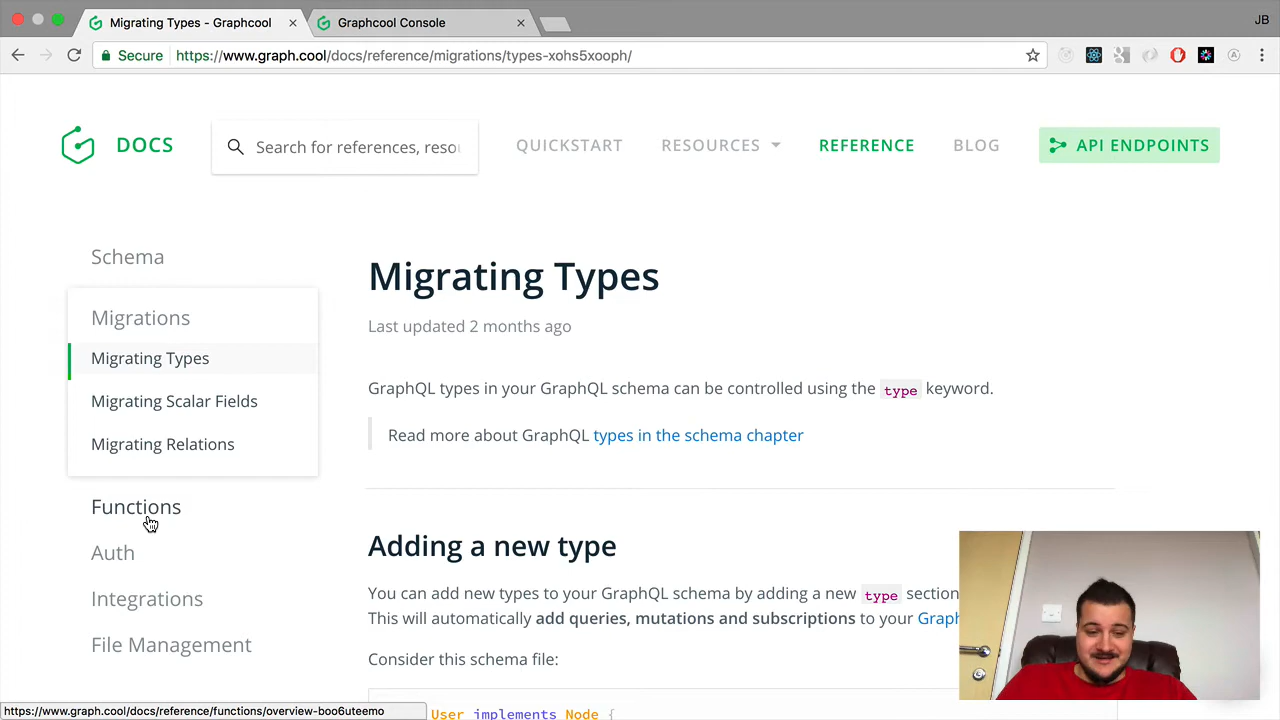 Migrating Types - Graphcool
Graphcool Console
JB
Secure
https://www.graph.cool/docs/reference/migrations/types-xohs5xooph/
DOCS
Search for references, reso
QUICKSTART
RESOURCES
REFERENCE
BLOG
API ENDPOINTS
Schema
Migrations
Migrating Types
Migrating Scalar Fields
Migrating Relations
Functions
Auth
Integrations
File Management
Migrating Types
Last updated 2 months ago
GraphQL types in your GraphQL schema can be controlled using the type keyword.
Read more about GraphQL types in the schema chapter
Adding a new type
You can add new types to your GraphQL schema by adding a new type section
This will automatically add queries, mutations and subscriptions to your Graph
Consider this schema file:
User implements Node {
https://www.graph.cool/docs/reference/functions/overview-boo6uteemo